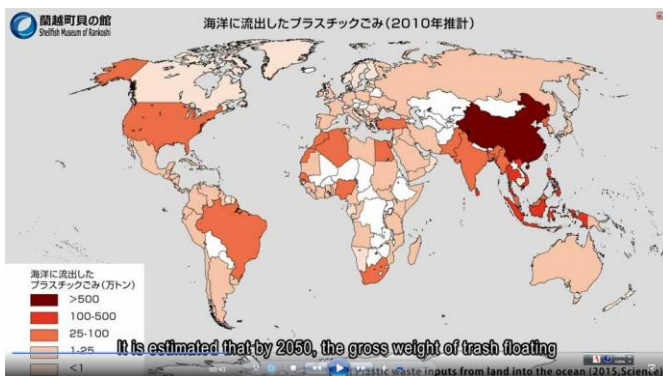 蘭越町貝の館
Shellfish Museum of Rankoshi
海洋に流出したプラスチックごみ(2010年推計)
海洋に流出した
プラスチックごみ(万トン)
>500
100-500
25-100
1-25
<1
It is estimated that by 2050, the gross weight of trash floating
waste inputs from land into the ocean (2015,Science